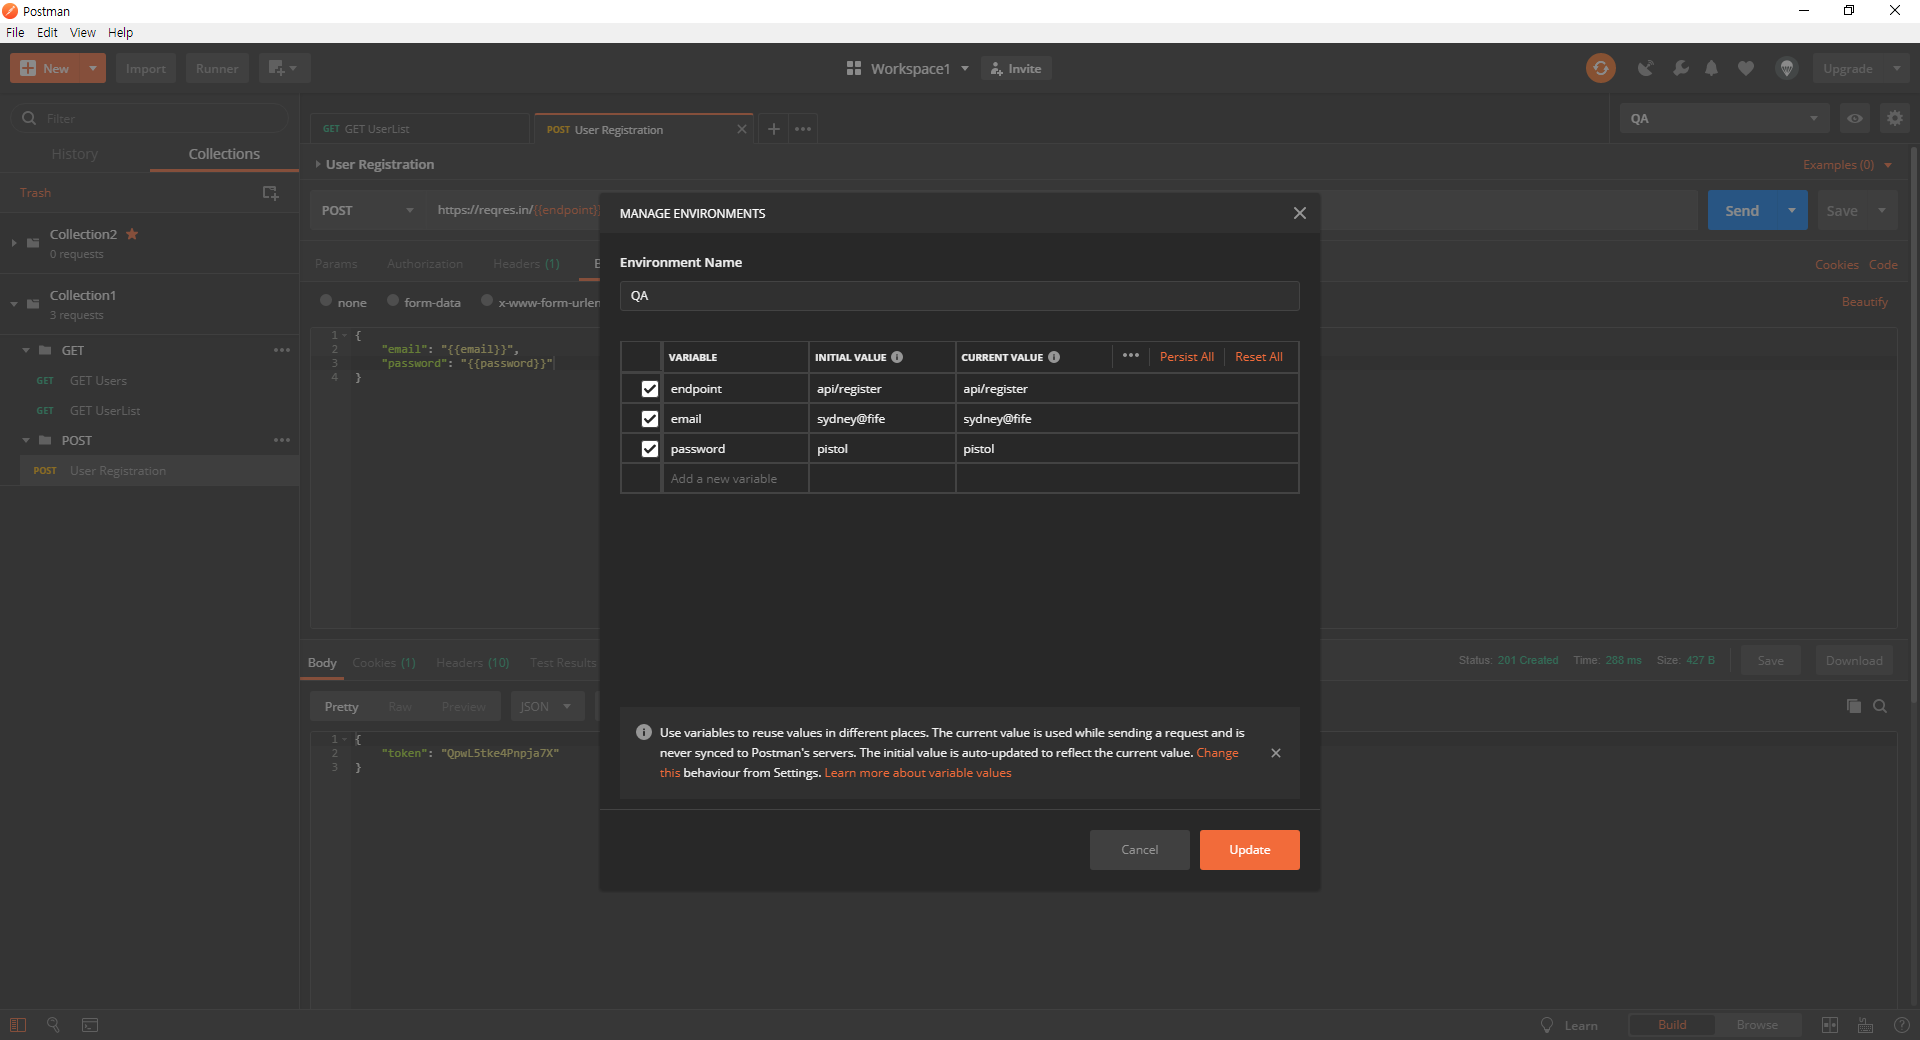 Postman
File Edit View Help
New Import Runner Workspace1 Invite Upgrade
Filter
History Collections
Trash
Collection2
0 requests
Collection1
3 requests
GET
GET GET Users
GET GET UserList
POST
POST User Registration
GET GET UserList POST User Registration
QA
User Registration Examples (0)
POST https://reqres.in/{{endpoint}} Send Save
Params Authorization Headers (1) B Cookies Code
none form-data x-www-form-urlen Beautify
1 {
2 "email": "{{email}}",
3 "password": "{{password}}"
4 }
MANAGE ENVIRONMENTS
Environment Name
QA
VARIABLE INITIAL VALUE CURRENT VALUE Persist All Reset All
endpoint api/register api/register
email sydney@fife sydney@fife
password pistol pistol
Add a new variable
Use variables to reuse values in different places. The current value is used while sending a request and is
never synced to Postman's servers. The initial value is auto-updated to reflect the current value. Change
this behaviour from Settings. Learn more about variable values
Cancel Update
Body Cookies (1) Headers (10) Test Results Status: 201 Created Time: 288 ms Size: 427 B Save Download
Pretty Raw Preview JSON
1 {
2 "token": "QpwL5tke4Pnpja7X"
3 }
Learn Build Browse